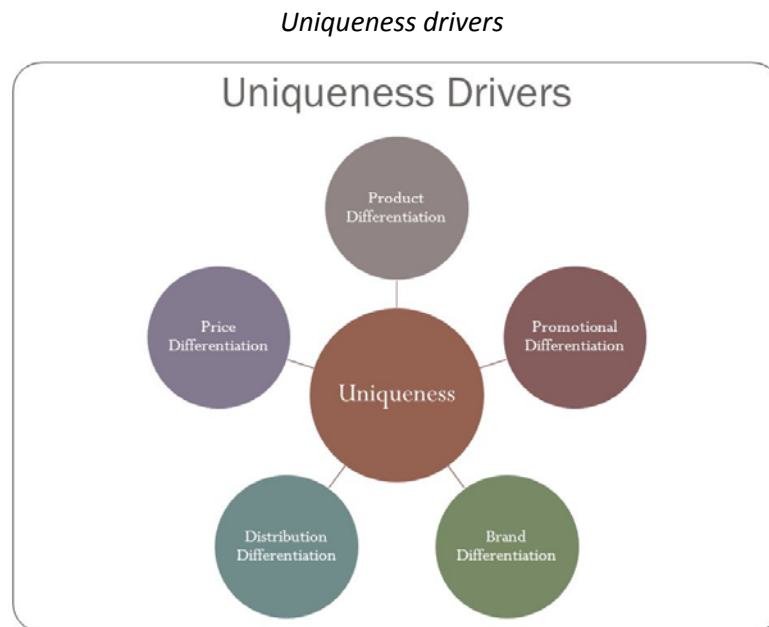 Uniqueness drivers
Uniqueness Drivers
Product
Differentiation
Price
Differentiation
Promotional
Differentiation
Uniqueness
Distribution
Differentiation
Brand
Differentiation